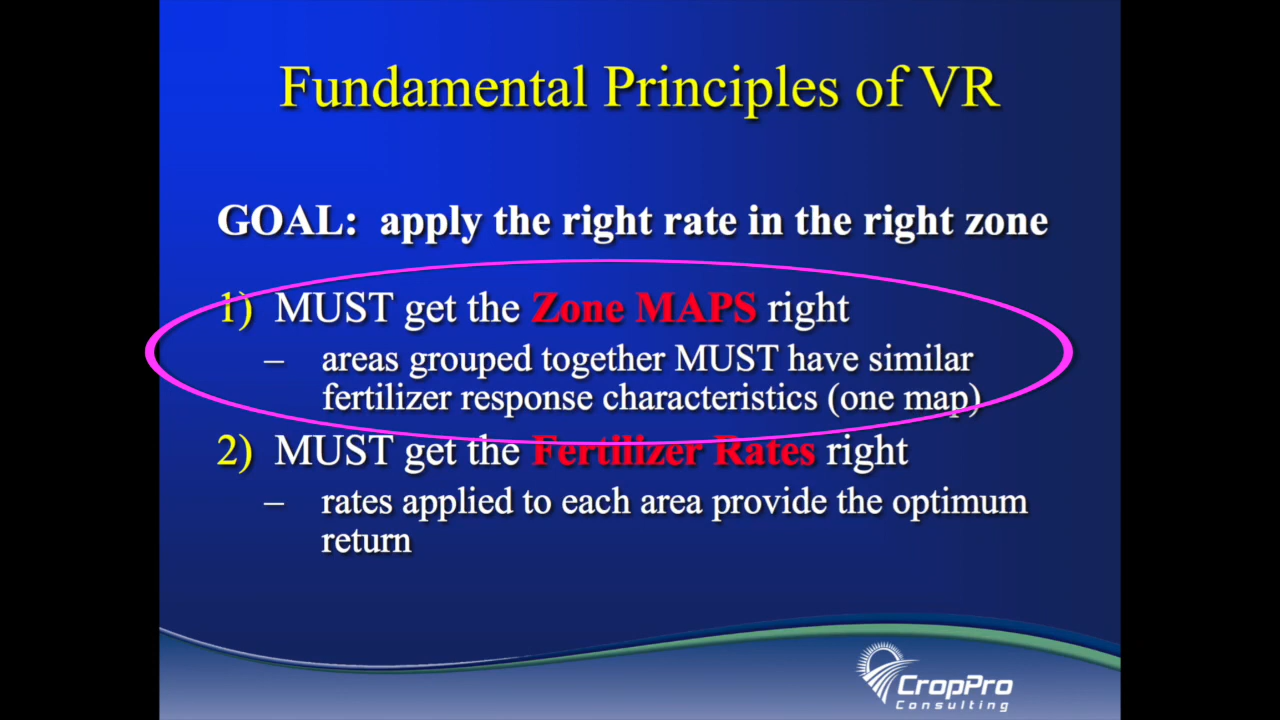 Fundamental Principles of VR
GOAL: apply the right rate in the right zone
1) MUST get the Zone MAPS right
– areas grouped together MUST have similar
fertilizer response characteristics (one map)
2) MUST get the Fertilizer Rates right
– rates applied to each area provide the optimum
return
CropPro
Consulting